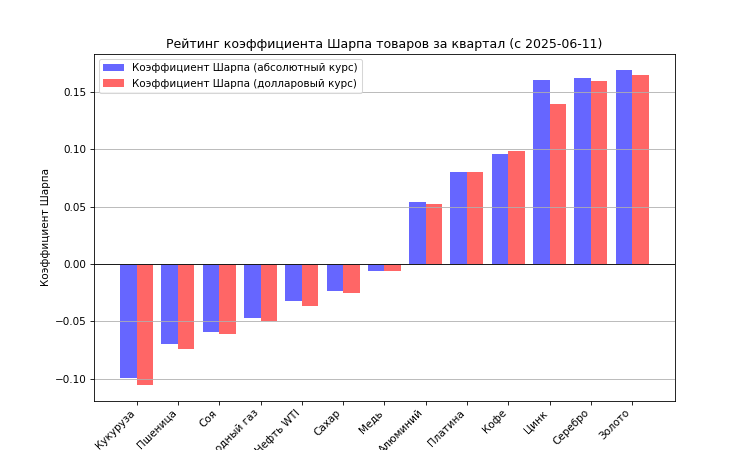 Рейтинг коэффициента Шарпа товаров за квартал (с 2025-06-11)
Коэффициент Шарпа (абсолютный курс)
Коэффициент Шарпа (долларовый курс)
Коэффициент Шарпа
0.15
0.10
0.05
0.00
−0.05
−0.10
Кукуруза
Пшеница
Соя
газ
Нефть WTI
Сахар
Медь
Алюминий
Платина
Кофе
Цинк
Серебро
Золото